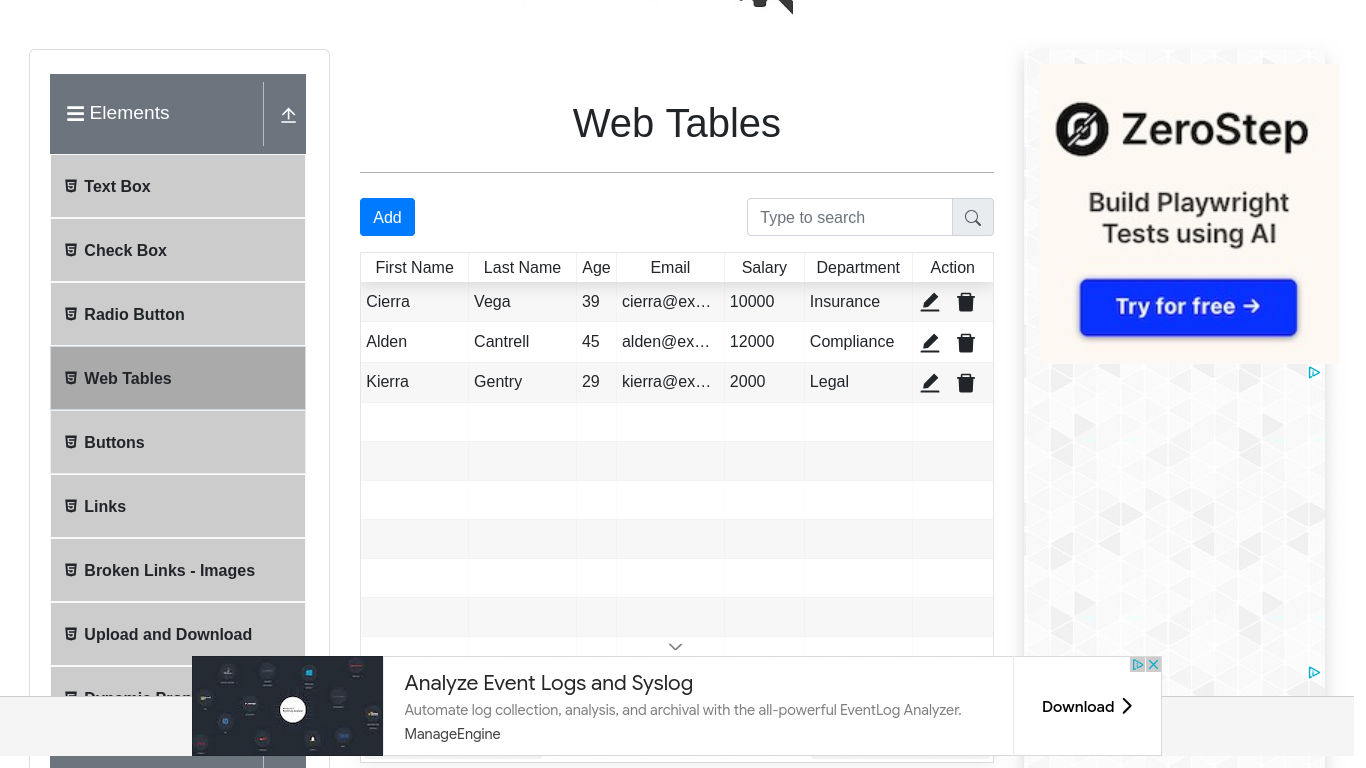 Elements
Text Box
Check Box
Radio Button
Web Tables
Buttons
Links
Broken Links - Images
Upload and Download
Web Tables
Add
Type to search
First Name Last Name Age Email Salary Department Action
Cierra Vega 39 cierra@ex… 10000 Insurance
Alden Cantrell 45 alden@ex… 12000 Compliance
Kierra Gentry 29 kierra@ex… 2000 Legal
ZeroStep
Build Playwright
Tests using AI
Try for free →
Analyze Event Logs and Syslog
Automate log collection, analysis, and archival with the all-powerful EventLog Analyzer.
ManageEngine
Download